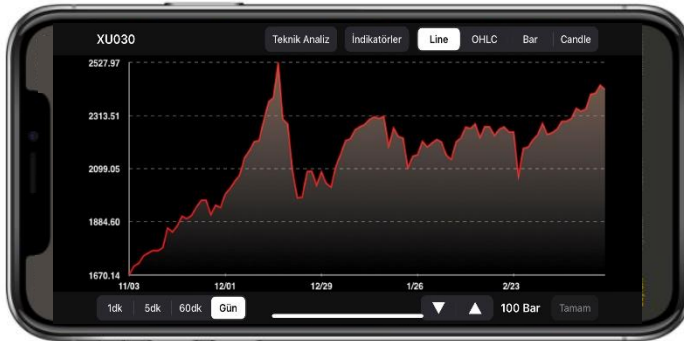 XU030 Teknik Analiz İndikatörler Line OHLC Bar Candle
2527.97
2313.51
2099.05
1884.60
1670.14
11/03 12/01 12/29 1/26 2/23
1dk 5dk 60dk Gün 100 Bar Tamam